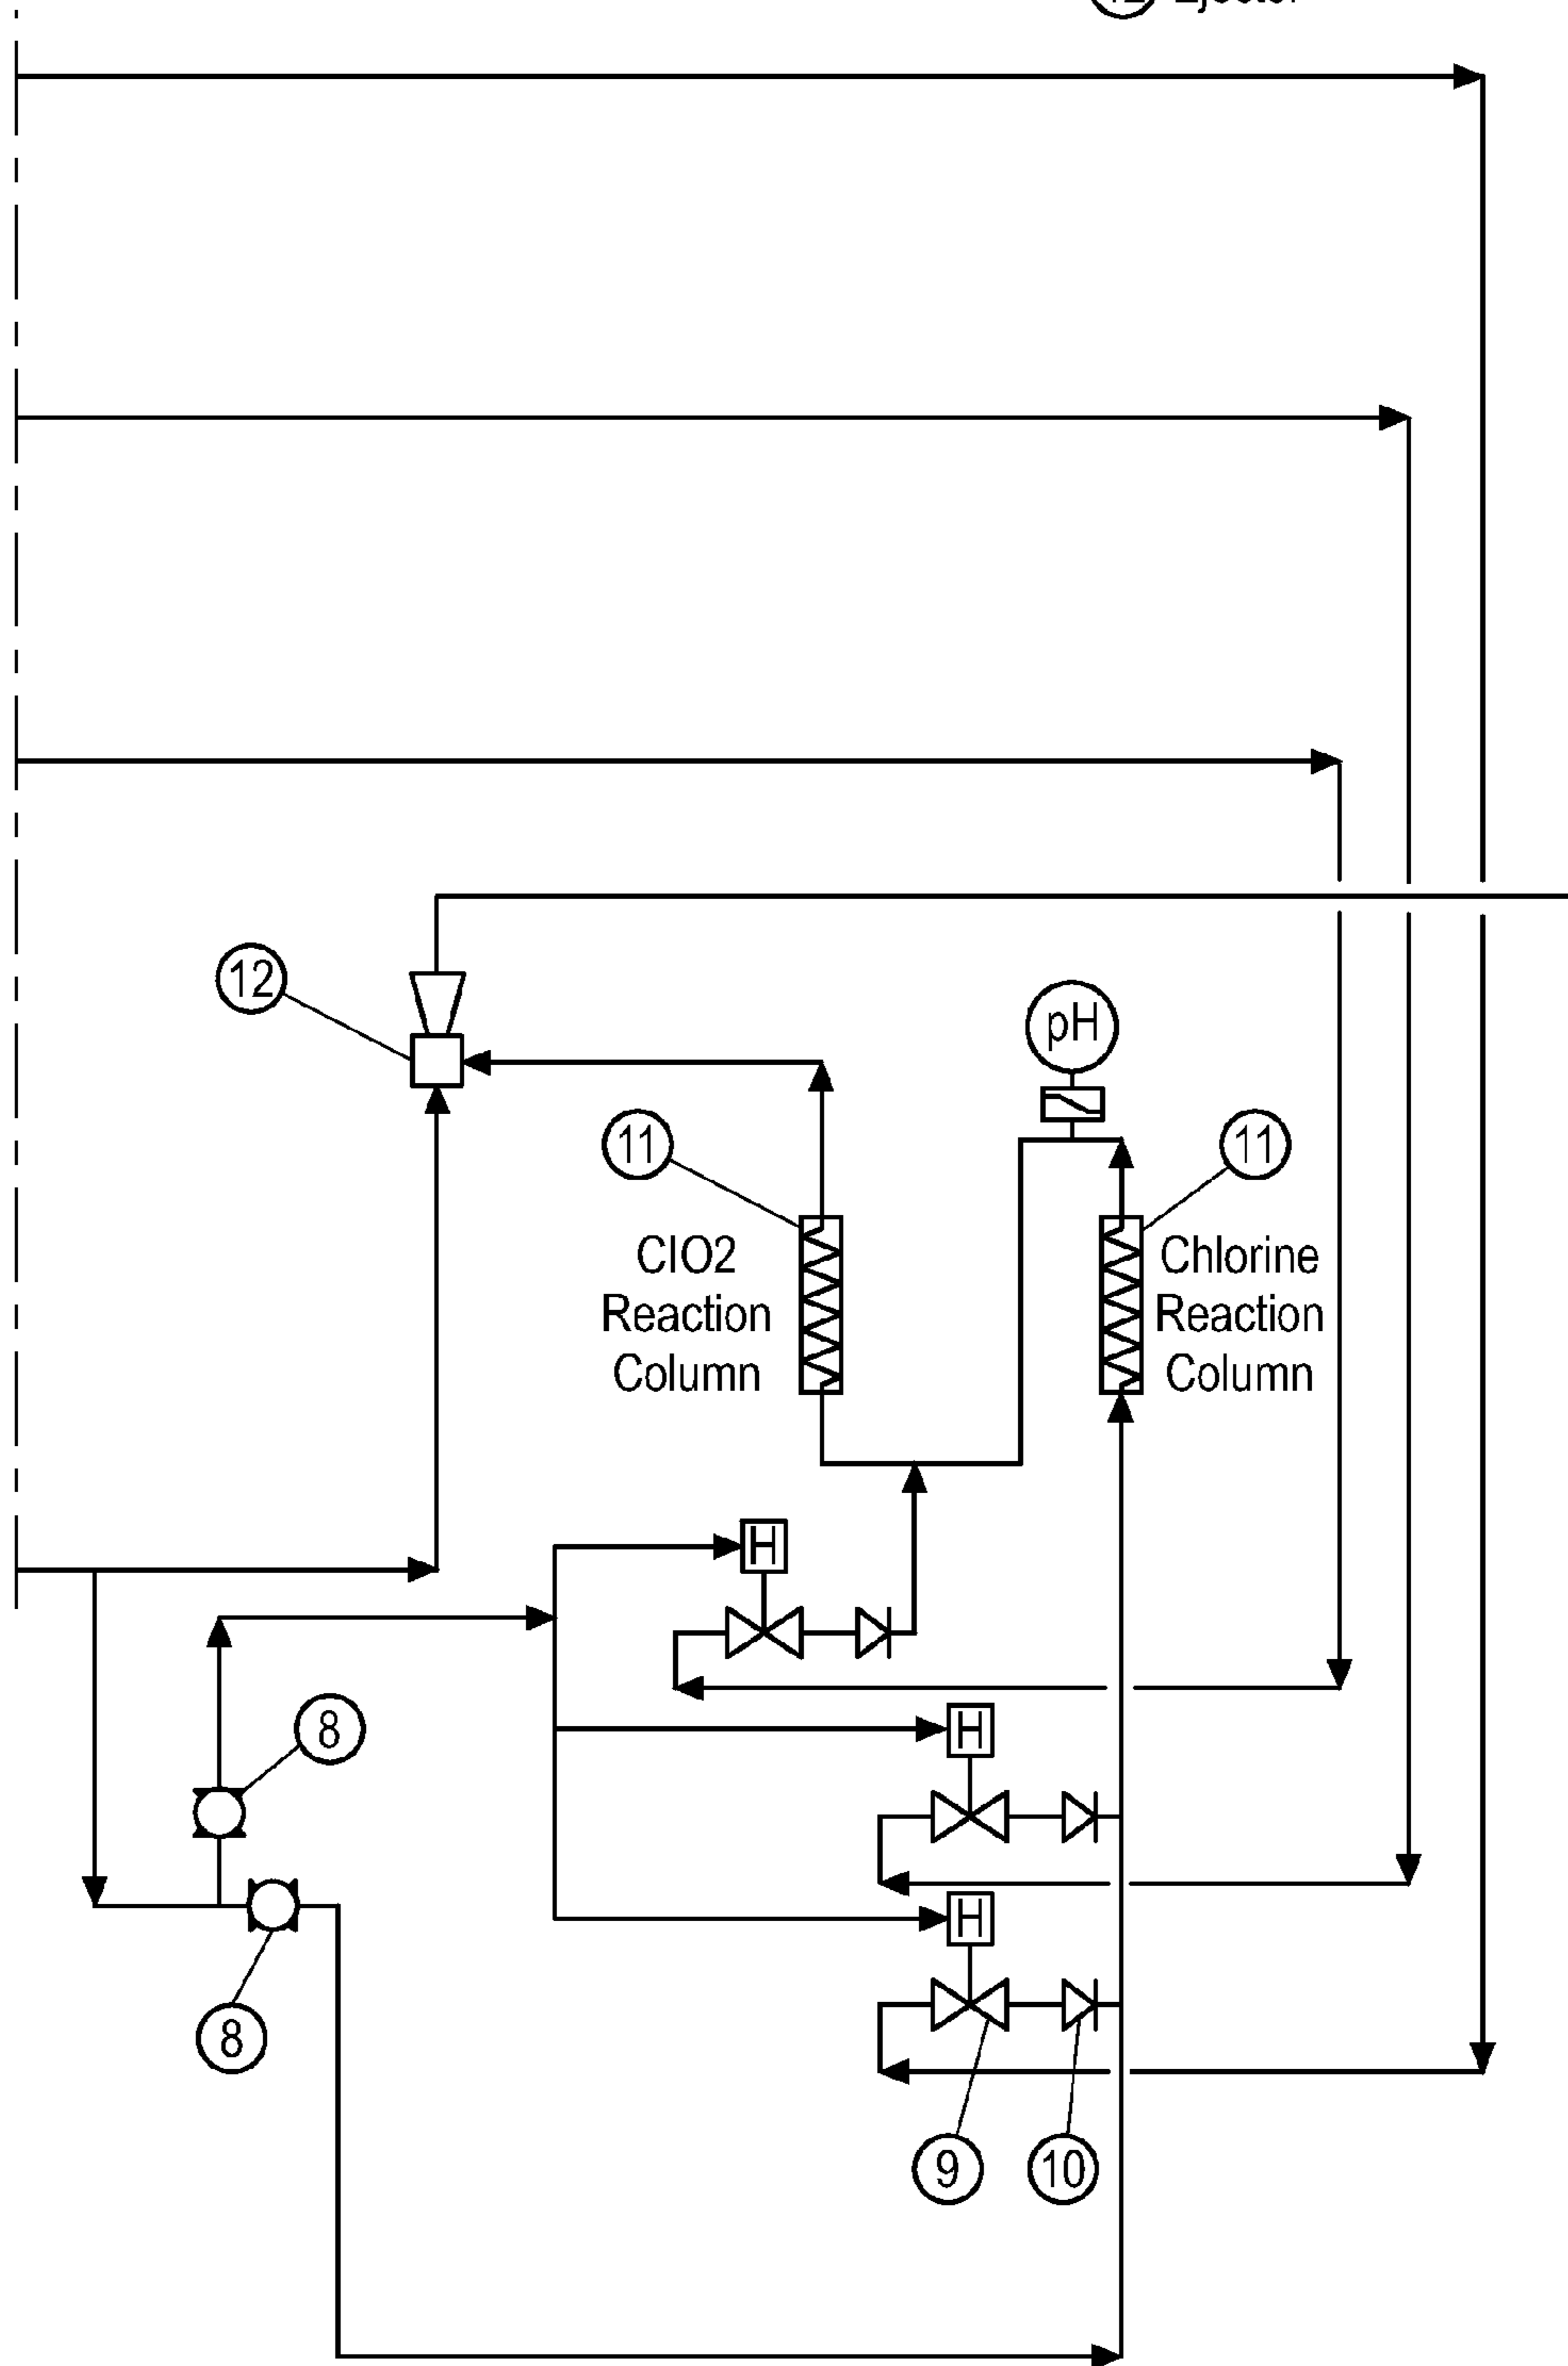 12
pH
11
11
ClO2
Reaction
Column
Chlorine
Reaction
Column
H
8
H
H
8
9
10